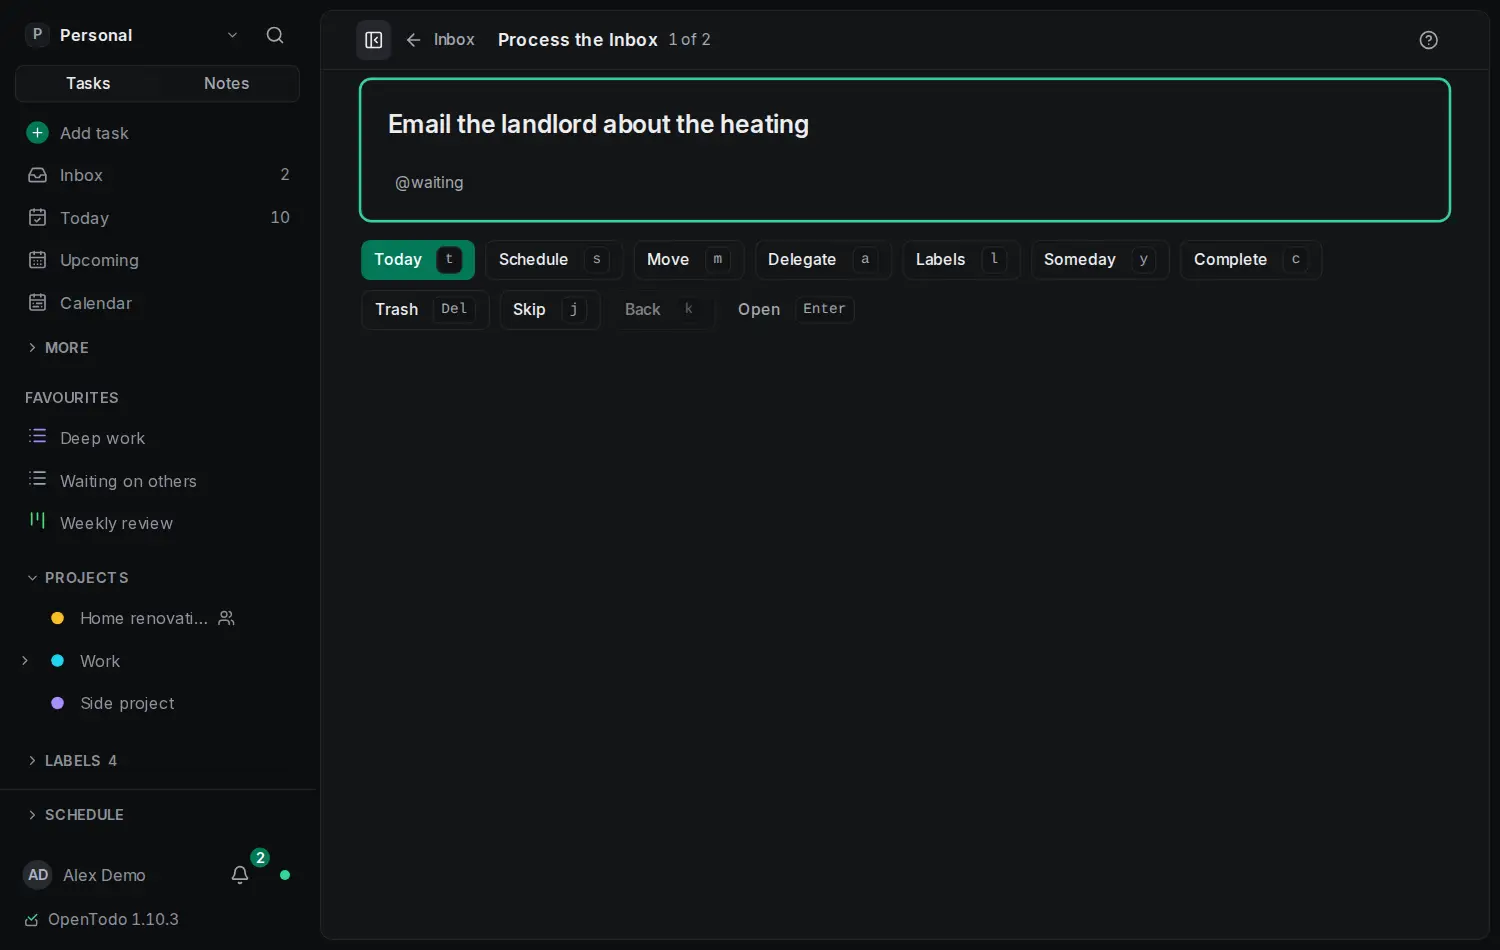 P Personal
Tasks Notes
Add task
Inbox 2
Today 10
Upcoming
Calendar
MORE
FAVOURITES
Deep work
Waiting on others
Weekly review
PROJECTS
Home renovati...
Work
Side project
LABELS 4
SCHEDULE
2
AD Alex Demo
OpenTodo 1.10.3
Inbox Process the Inbox 1 of 2
Email the landlord about the heating
@waiting
Today t Schedule s Move m Delegate a Labels l Someday y Complete c
Trash Del Skip j Back k Open Enter